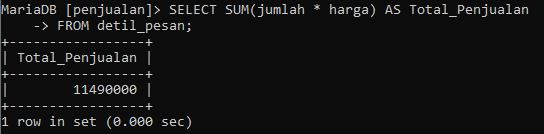 MariaDB [penjualan]> SELECT SUM(jumlah * harga) AS Total_Penjualan
    -> FROM detil_pesan;
+-----------------+
| Total_Penjualan |
+-----------------+
|        11490000 |
+-----------------+
1 row in set (0.000 sec)